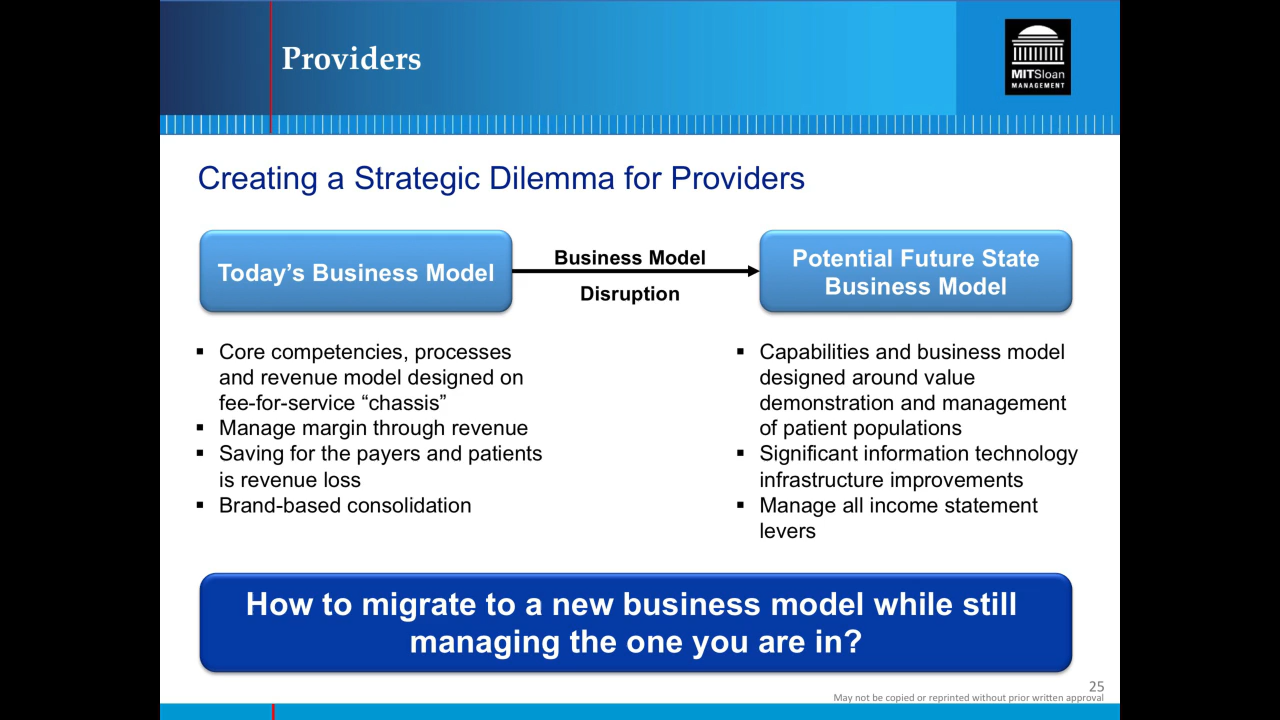 Providers
MITSloan
MANAGEMENT
Creating a Strategic Dilemma for Providers
Today’s Business Model
Business Model
Disruption
Potential Future State
Business Model
▪ Core competencies, processes
and revenue model designed on
fee-for-service “chassis”
▪ Manage margin through revenue
▪ Saving for the payers and patients
is revenue loss
▪ Brand-based consolidation
▪ Capabilities and business model
designed around value
demonstration and management
of patient populations
▪ Significant information technology
infrastructure improvements
▪ Manage all income statement
levers
How to migrate to a new business model while still
managing the one you are in?
25
May not be copied or reprinted without prior written approval